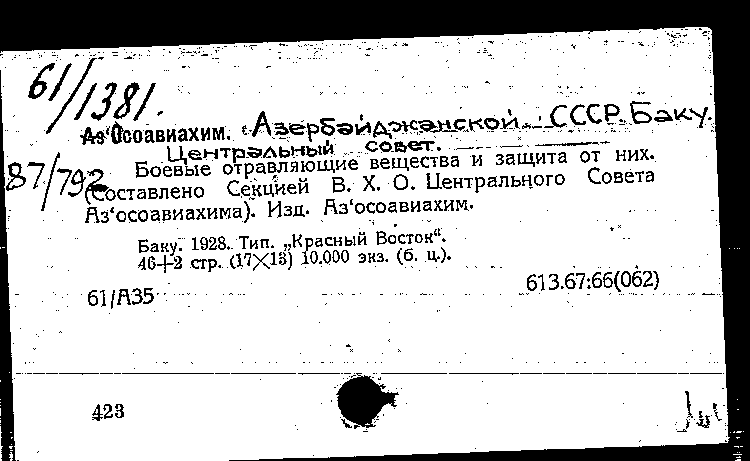 61/1381.
Аз‘Осоавиахим. Азербайджанской СССР. Баку.
Центральный совет.
87/792
Боевые отравляющие вещества и защита от них.
(Составлено Секцией В. Х. О. Центрального Совета
Аз‘осоавиахима). Изд. Аз‘осоавиахим.
Баку. 1928. Тип. „Красный Восток“.
46+2 стр. (17×13) 10.000 экз. (б. ц.).
61/А35
613.67:66(062)
423